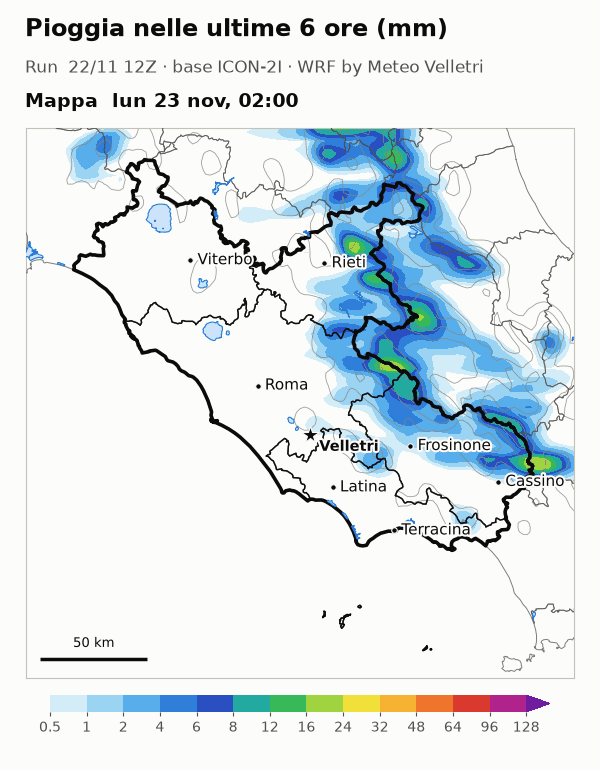 Pioggia nelle ultime 6 ore (mm)
Run  22/11 12Z · base ICON-2I · WRF by Meteo Velletri
Mappa  lun 23 nov, 02:00
Viterbo
Rieti
Roma
Velletri
Frosinone
Cassino
Latina
Terracina
50 km
0.5 1 2 4 6 8 12 16 24 32 48 64 96 128